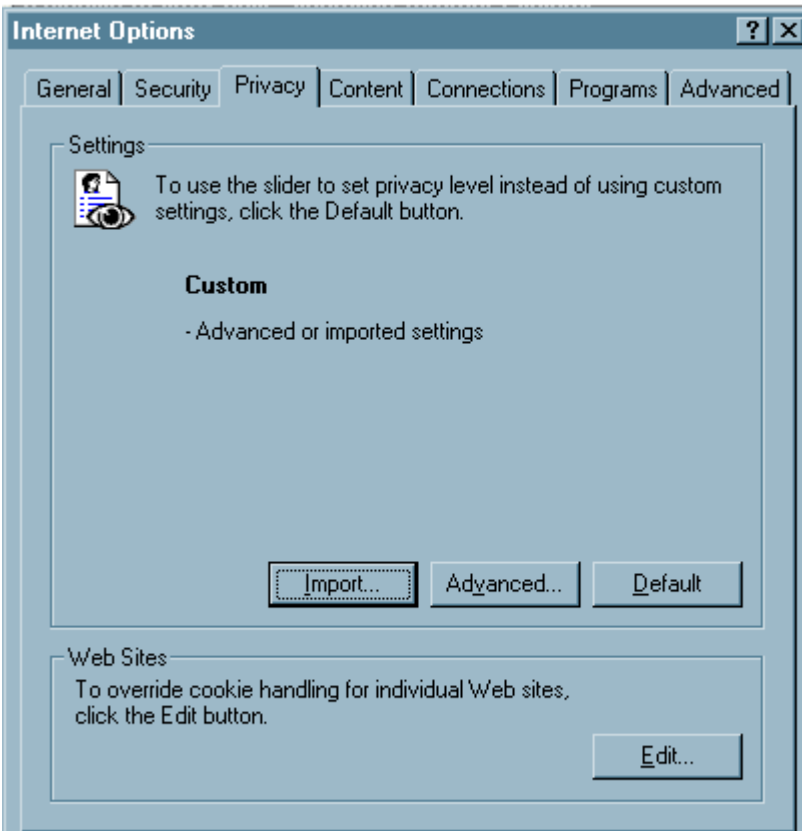 Internet Options
General Security Privacy Content Connections Programs Advanced
Settings
To use the slider to set privacy level instead of using custom
settings, click the Default button.
Custom
- Advanced or imported settings
Import... Advanced... Default
Web Sites
To override cookie handling for individual Web sites,
click the Edit button.
Edit...